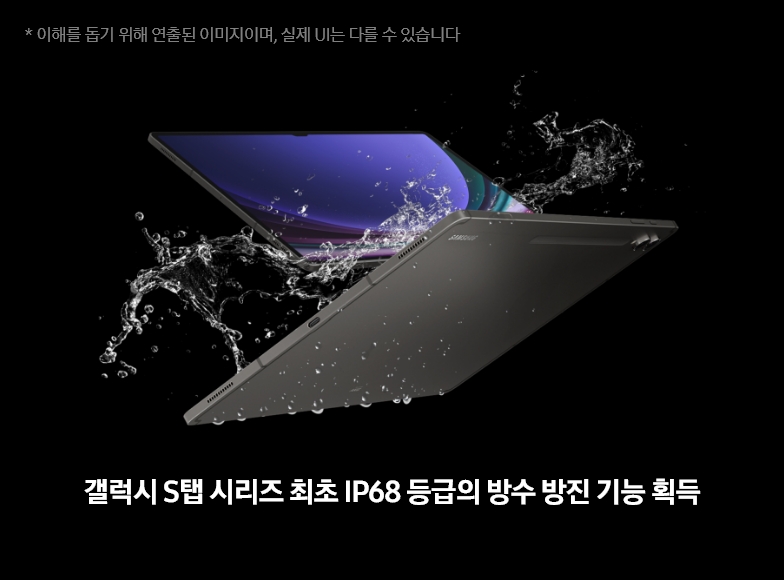 * 이해를 돕기 위해 연출된 이미지이며, 실제 UI는 다를 수 있습니다
SAMSUNG
갤럭시 S탭 시리즈 최초 IP68 등급의 방수 방진 기능 획득